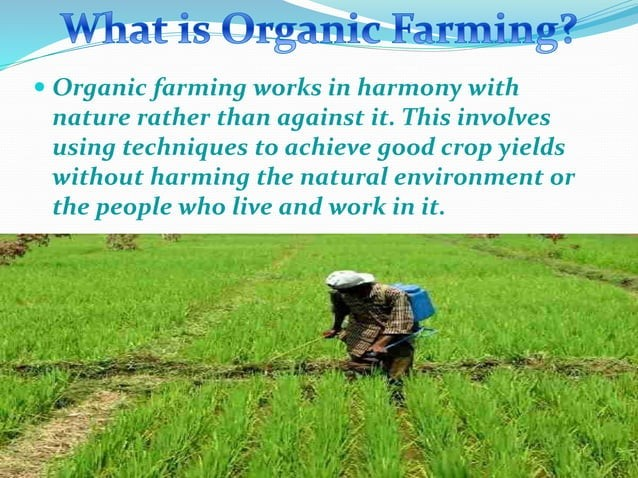 What is Organic Farming?
Organic farming works in harmony with
nature rather than against it. This involves
using techniques to achieve good crop yields
without harming the natural environment or
the people who live and work in it.